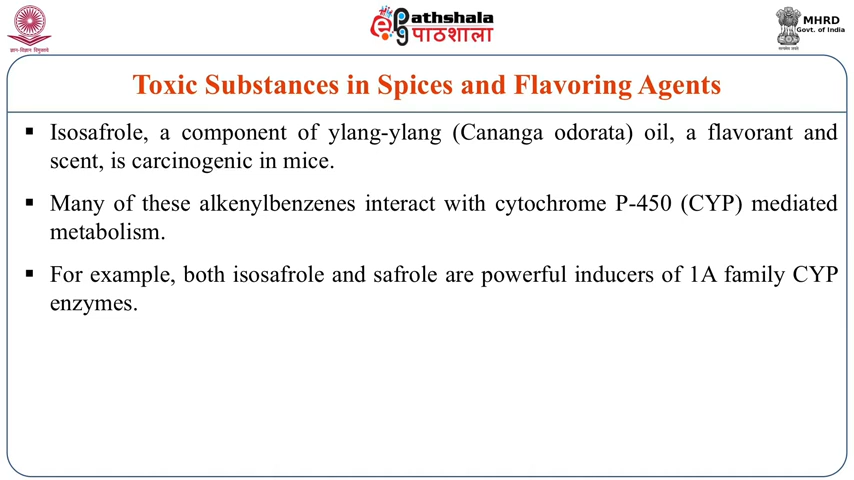 ज्ञान-विज्ञान विमुक्तये
ePathshala
पाठशाला
MHRD
Govt. of India
Toxic Substances in Spices and Flavoring Agents
▪ Isosafrole, a component of ylang-ylang (Cananga odorata) oil, a flavorant and
scent, is carcinogenic in mice.
▪ Many of these alkenylbenzenes interact with cytochrome P-450 (CYP) mediated
metabolism.
▪ For example, both isosafrole and safrole are powerful inducers of 1A family CYP
enzymes.